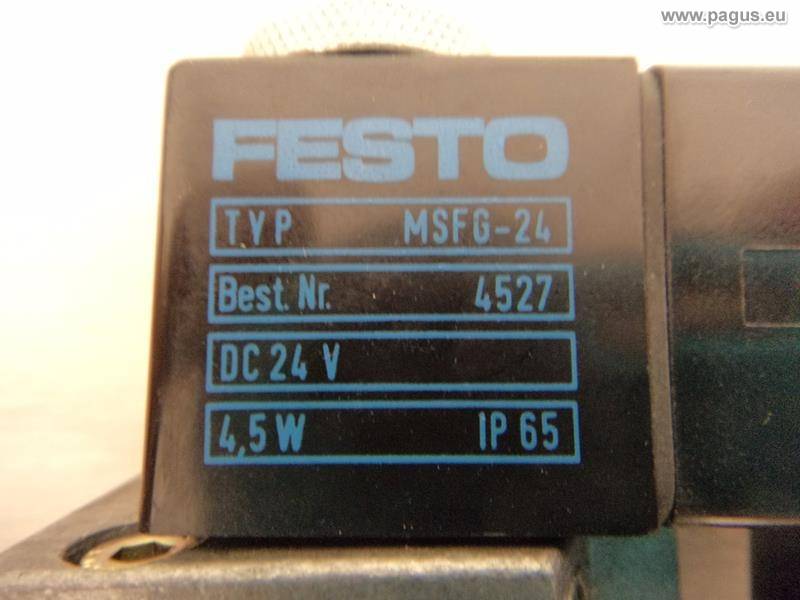 www.pagus.eu
FESTO
TYP MSFG-24
Best. Nr. 4527
DC 24 V
4,5 W IP 65